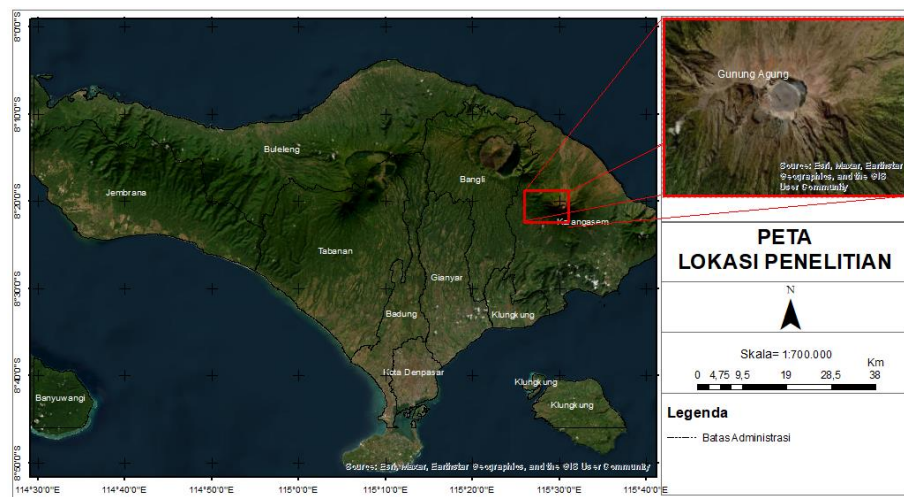 8°0'0"S
8°10'0"S
8°20'0"S
8°30'0"S
8°40'0"S
8°50'0"S
Buleleng
Jembrana
Bangli
Karangasem
Tabanan
Gianyar
Badung
Klungkung
Kota Denpasar
Klungkung
Klungkung
Banyuwangi
Source: Esri, Maxar, Earthstar Geographics, and the GIS User Community
114°30'0"E
114°40'0"E
114°50'0"E
115°0'0"E
115°10'0"E
115°20'0"E
115°30'0"E
115°40'0"E
Gunung Agung
Source: Esri, Maxar, Earthstar
Geographics, and the GIS
User Community
PETA
LOKASI PENELITIAN
N
Skala= 1:700.000
Km
0 4,75 9,5 19 28,5 38
Legenda
Batas Administrasi